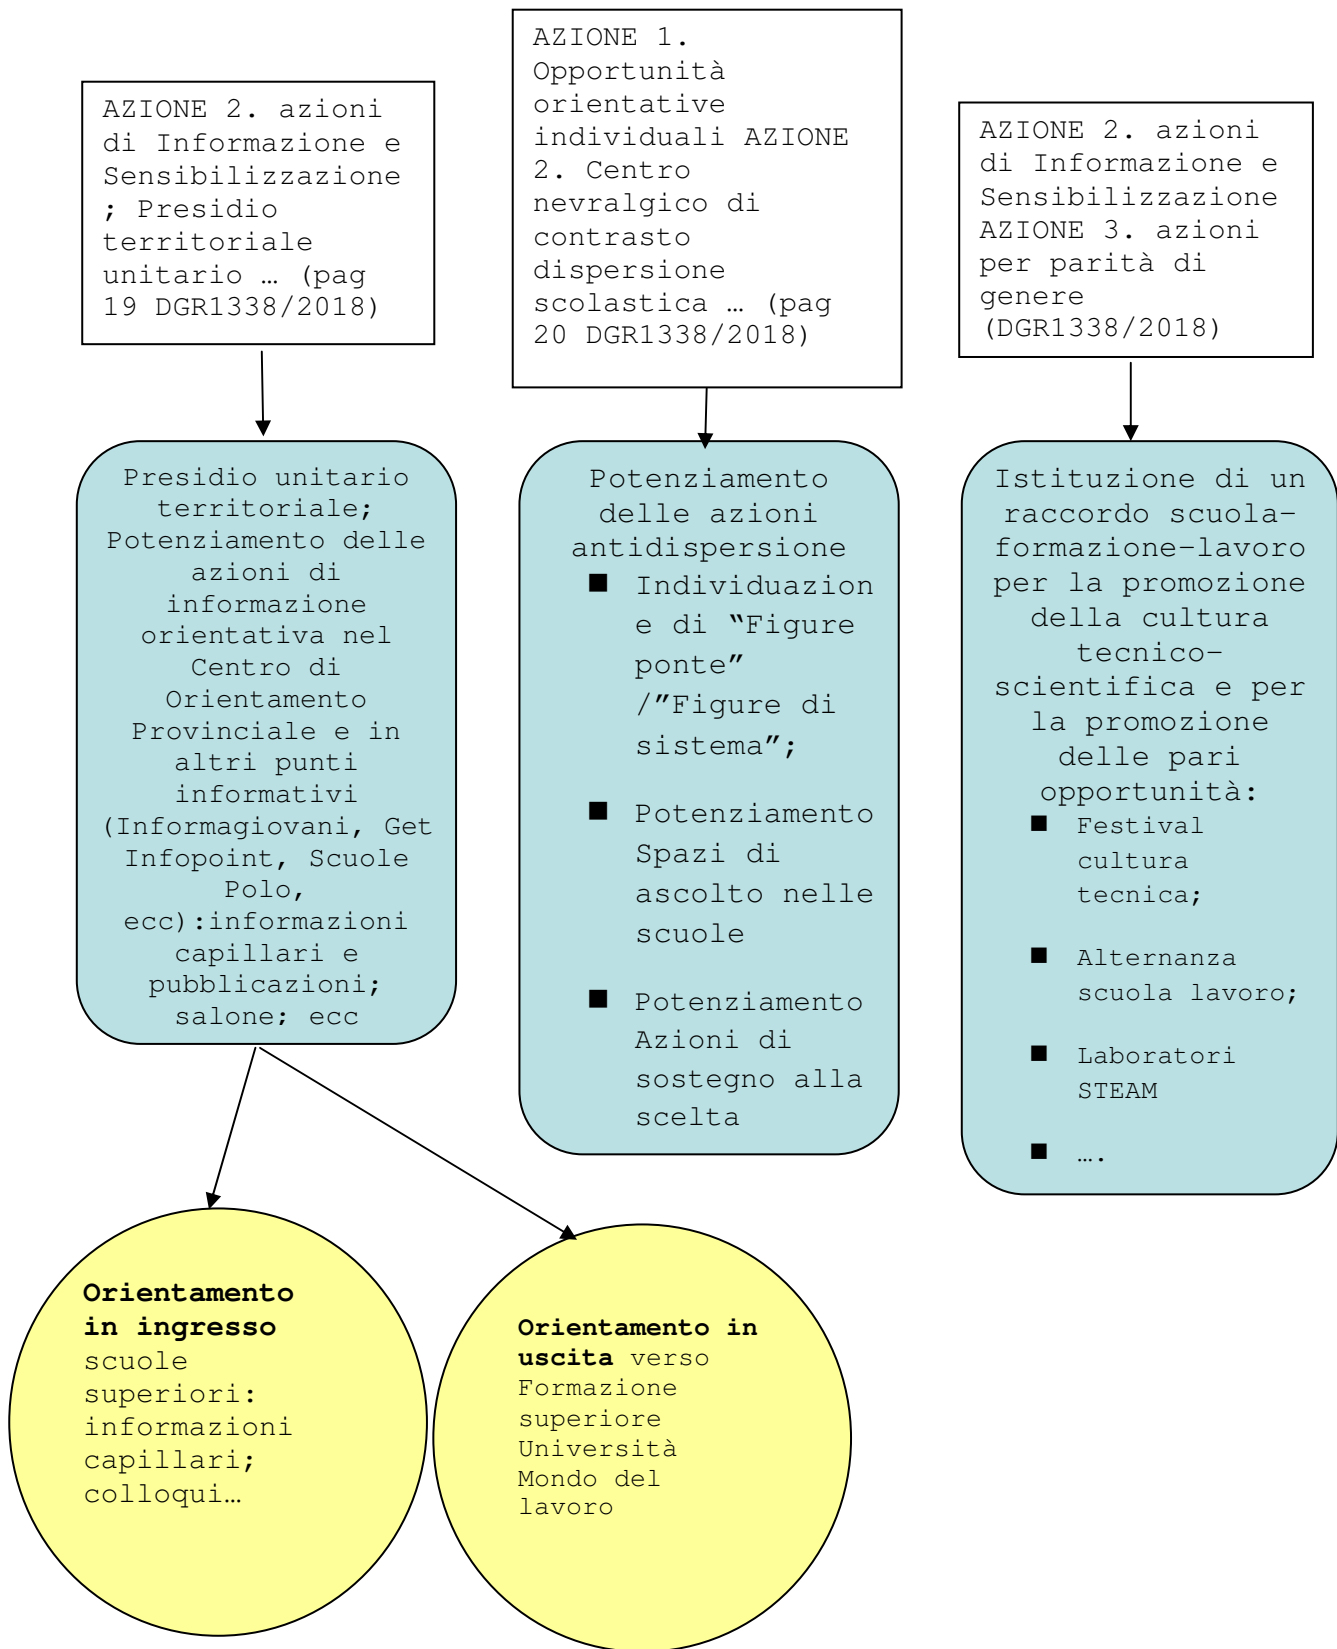 AZIONE 2. azioni
di Informazione e
Sensibilizzazione
; Presidio
territoriale
unitario … (pag
19 DGR1338/2018)
AZIONE 1.
Opportunità
orientative
individuali AZIONE
2. Centro
nevralgico di
contrasto
dispersione
scolastica … (pag
20 DGR1338/2018)
AZIONE 2. azioni
di Informazione e
Sensibilizzazione
AZIONE 3. azioni
per parità di
genere
(DGR1338/2018)
Presidio unitario
territoriale;
Potenziamento delle
azioni di
informazione
orientativa nel
Centro di
Orientamento
Provinciale e in
altri punti
informativi
(Informagiovani, Get
Infopoint, Scuole
Polo,
ecc):informazioni
capillari e
pubblicazioni;
salone; ecc
Potenziamento
delle azioni
antidispersione
■ Individuazion
e di “Figure
ponte”
/”Figure di
sistema”;
■ Potenziamento
Spazi di
ascolto nelle
scuole
■ Potenziamento
Azioni di
sostegno alla
scelta
Istituzione di un
raccordo scuola-
formazione-lavoro
per la promozione
della cultura
tecnico-
scientifica e per
la promozione
delle pari
opportunità:
■ Festival
cultura
tecnica;
■ Alternanza
scuola lavoro;
■ Laboratori
STEAM
■ ….
Orientamento
in ingresso
scuole
superiori:
informazioni
capillari;
colloqui…
Orientamento in
uscita verso
Formazione
superiore
Università
Mondo del
lavoro